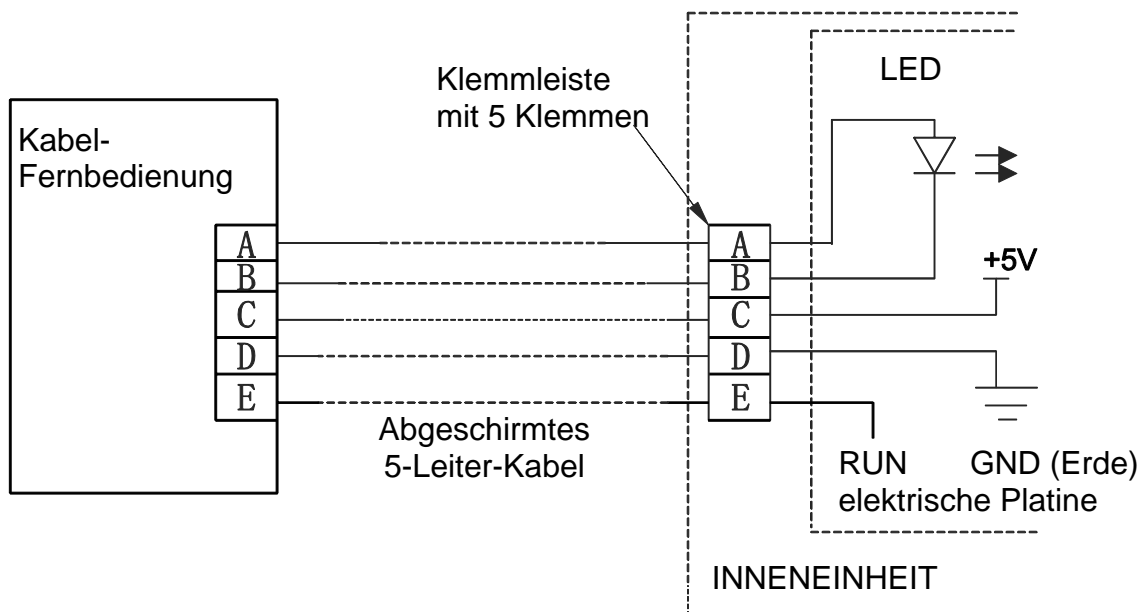 LED
Klemmleiste
mit 5 Klemmen
Kabel-
Fernbedienung
A
B
C
D
E
A
B
C
D
E
+5V
Abgeschirmtes
5-Leiter-Kabel
RUN
GND (Erde)
elektrische Platine
INNENEINHEIT